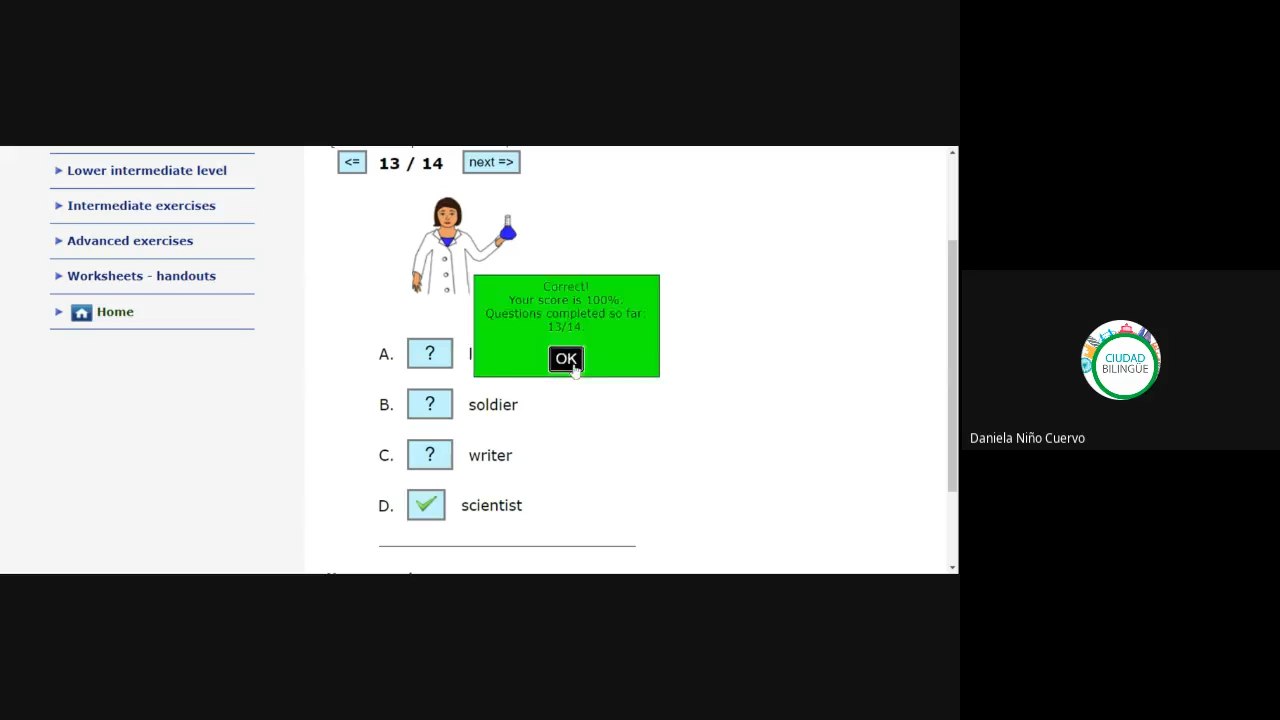 Lower intermediate level
<= 13 / 14 next =>
Intermediate exercises
Advanced exercises
Worksheets - handouts
Home
Correct!
Your score is 100%.
Questions completed so far:
13/14.
OK
A. ?
B. ? soldier
C. ? writer
D. scientist
CIUDAD
BILINGÜE
Daniela Niño Cuervo